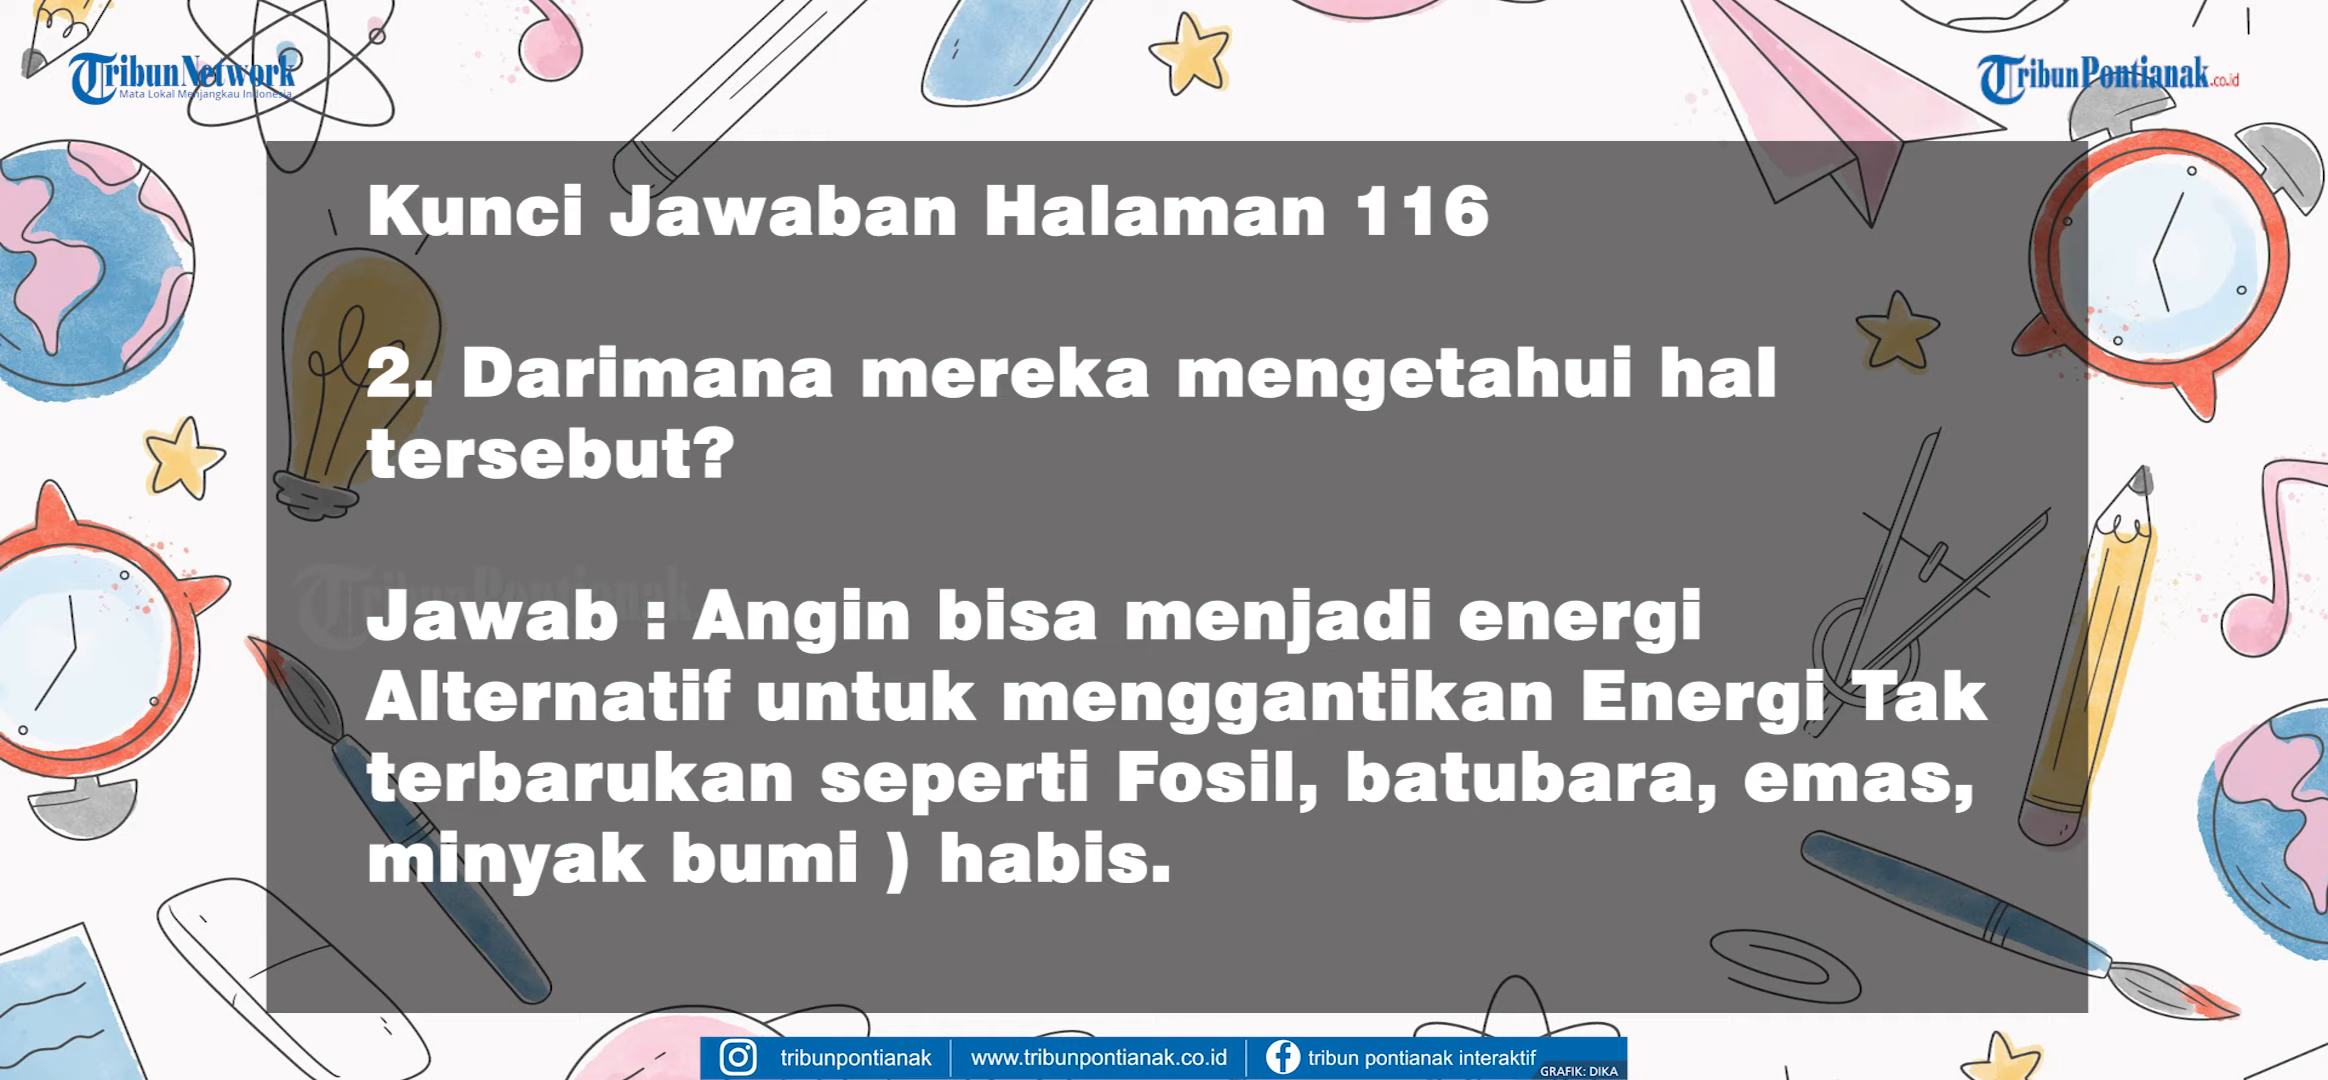 TribunNetwork
Mata Lokal Menjangkau Indonesia
TribunPontianak.co.id
Kunci Jawaban Halaman 116
2. Darimana mereka mengetahui hal
tersebut?
TribunPontianak
Jawab : Angin bisa menjadi energi
Alternatif untuk menggantikan Energi Tak
terbarukan seperti Fosil, batubara, emas,
minyak bumi ) habis.
tribunpontianak
www.tribunpontianak.co.id
tribun pontianak interaktif
GRAFIK: DIKA